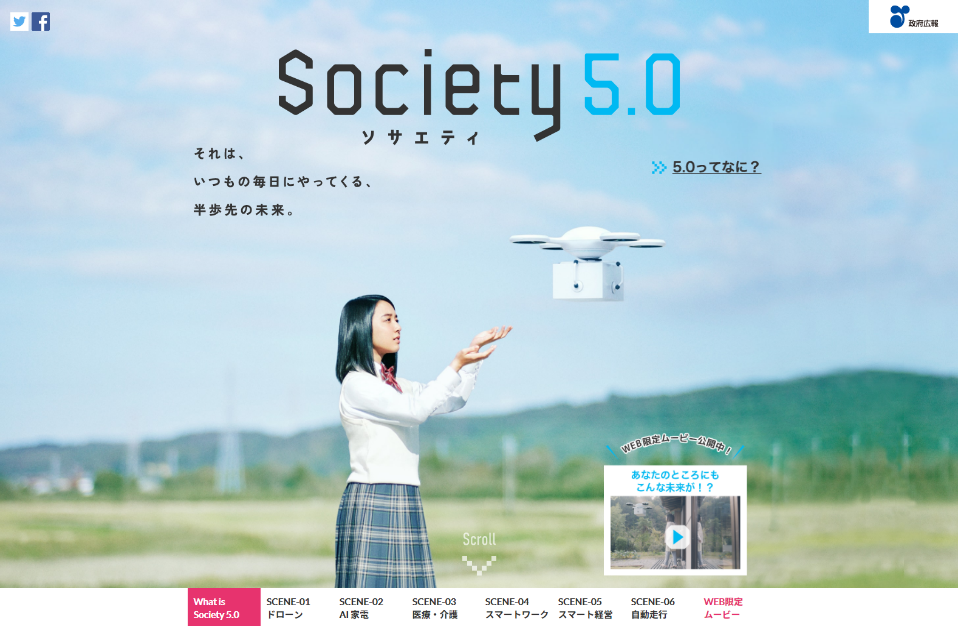 政府広報
Society 5.0
ソサエティ
それは、
いつもの毎日にやってくる、
半歩先の未来。
5.0ってなに？
WEB限定ムービー公開中！
あなたのところにも
こんな未来が！？
Scroll
What is
Society 5.0
SCENE-01
ドローン
SCENE-02
AI 家電
SCENE-03
医療・介護
SCENE-04
スマートワーク
SCENE-05
スマート経営
SCENE-06
自動走行
WEB限定
ムービー